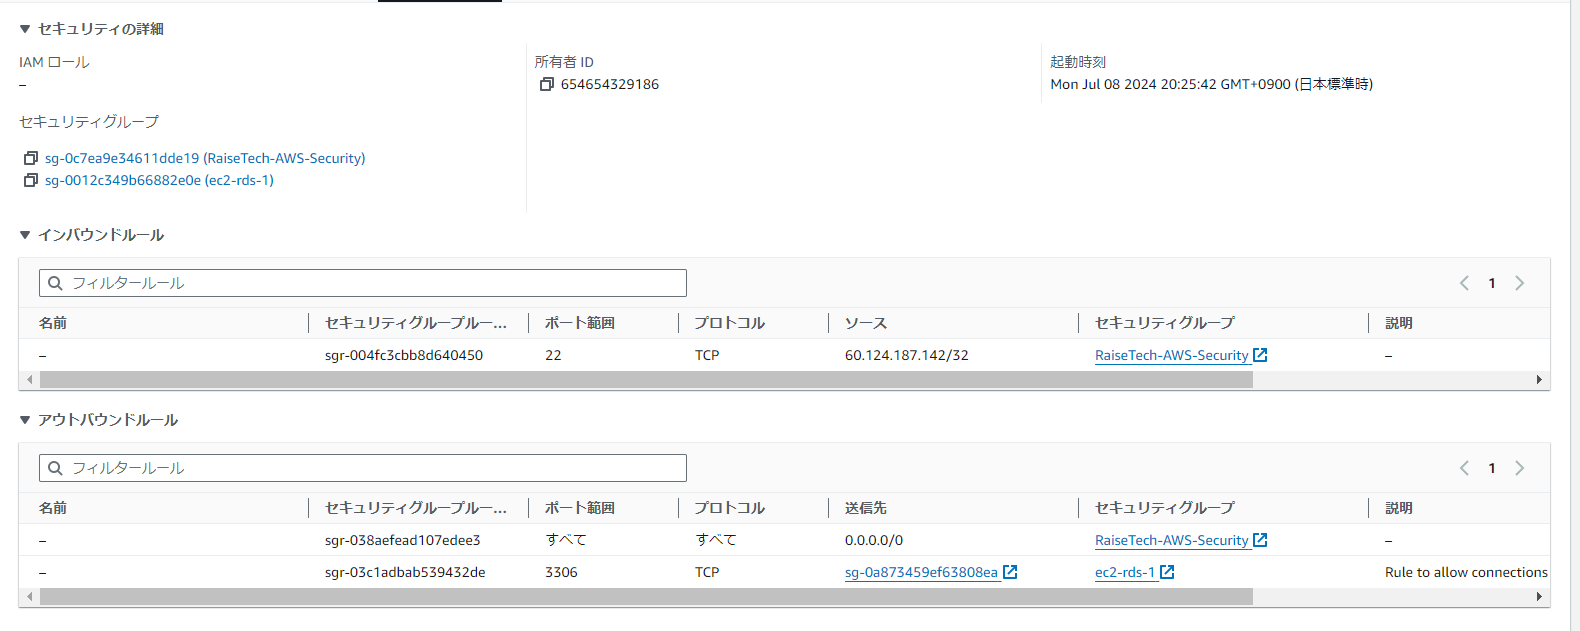 セキュリティの詳細
IAM ロール
–
所有者 ID
654654329186
起動時刻
Mon Jul 08 2024 20:25:42 GMT+0900 (日本標準時)
セキュリティグループ
sg-0c7ea9e34611dde19 (RaiseTech-AWS-Security)
sg-0012c349b66882e0e (ec2-rds-1)
インバウンドルール
フィルタールール
1
名前 セキュリティグループルー... ポート範囲 プロトコル ソース セキュリティグループ 説明
– sgr-004fc3cbb8d640450 22 TCP 60.124.187.142/32 RaiseTech-AWS-Security –
アウトバウンドルール
フィルタールール
1
名前 セキュリティグループルー... ポート範囲 プロトコル 送信先 セキュリティグループ 説明
– sgr-038aefead107edee3 すべて すべて 0.0.0.0/0 RaiseTech-AWS-Security –
– sgr-03c1adbab539432de 3306 TCP sg-0a873459ef63808ea ec2-rds-1 Rule to allow connections